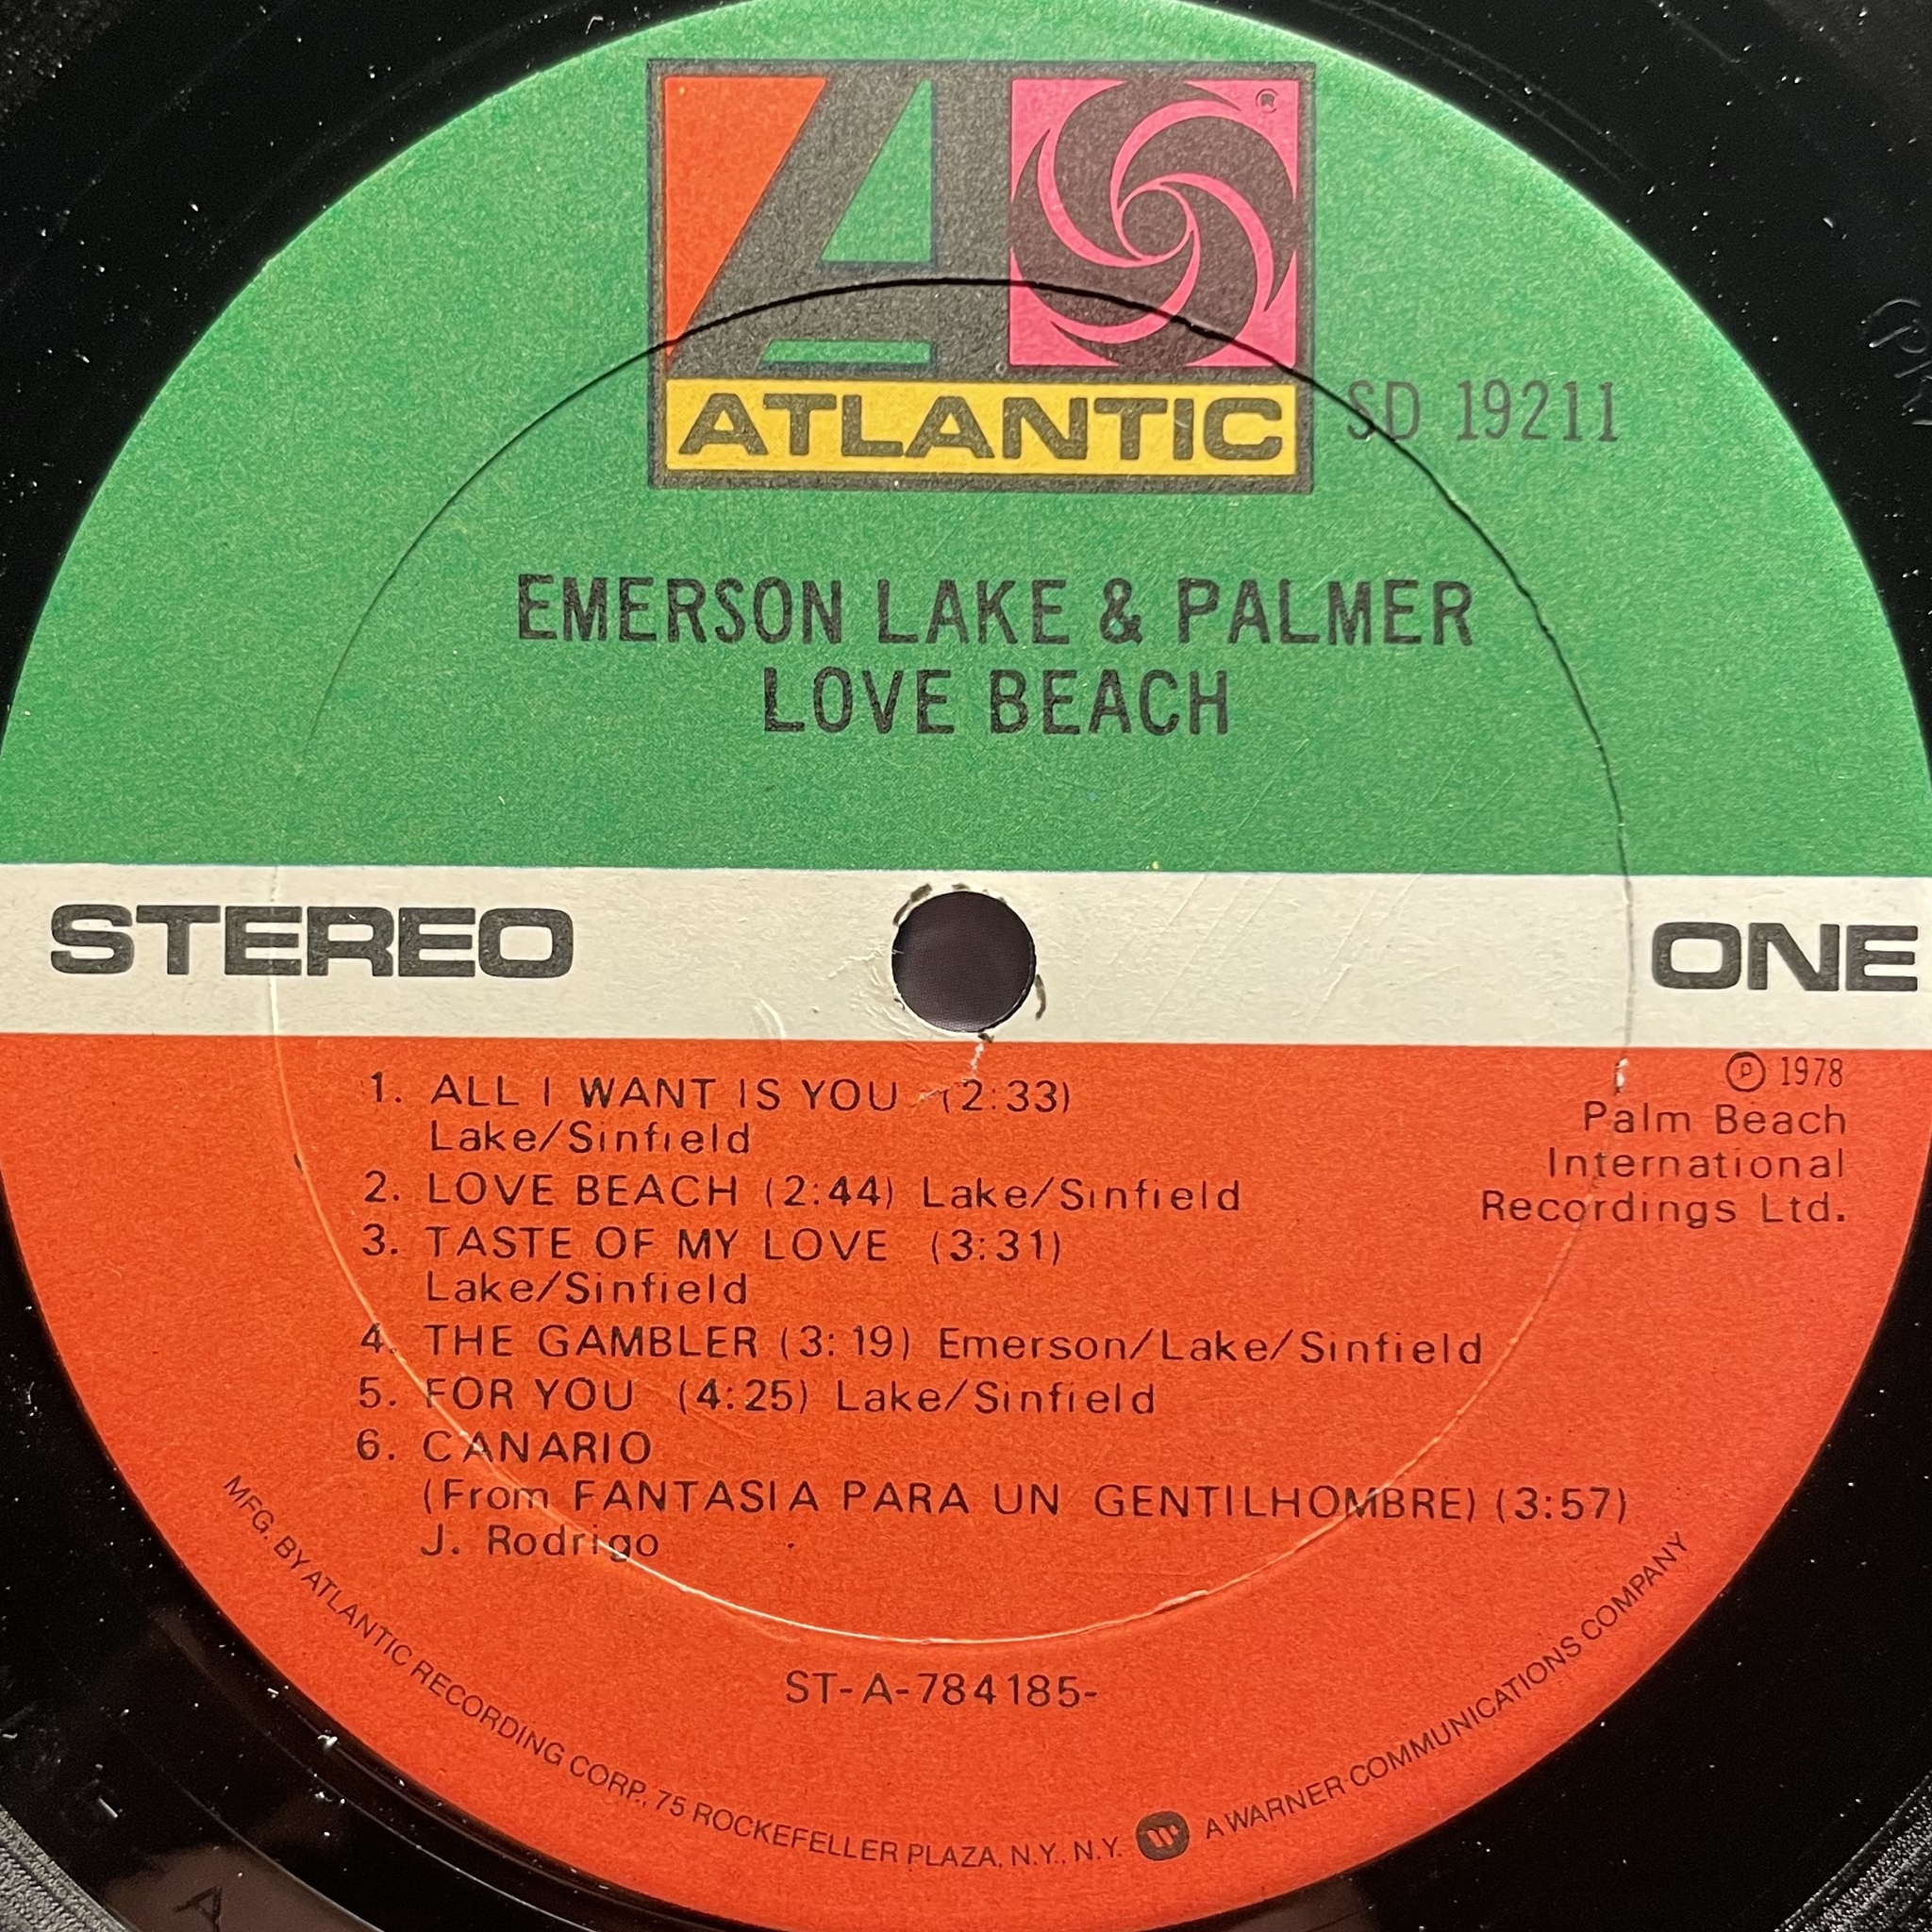 ATLANTIC
®
SD 19211
EMERSON LAKE & PALMER
LOVE BEACH
STEREO
ONE
1. ALL I WANT IS YOU (2:33)
Lake/Sinfield
2. LOVE BEACH (2:44) Lake/Sinfield
3. TASTE OF MY LOVE (3:31)
Lake/Sinfield
4. THE GAMBLER (3:19) Emerson/Lake/Sinfield
5. FOR YOU (4:25) Lake/Sinfield
6. CANARIO
(From FANTASIA PARA UN GENTILHOMBRE) (3:57)
J. Rodrigo
℗ 1978
Palm Beach
International
Recordings Ltd.
ST-A-784185-
MFG. BY ATLANTIC RECORDING CORP., 75 ROCKEFELLER PLAZA, N.Y., N.Y. A WARNER COMMUNICATIONS COMPANY
A